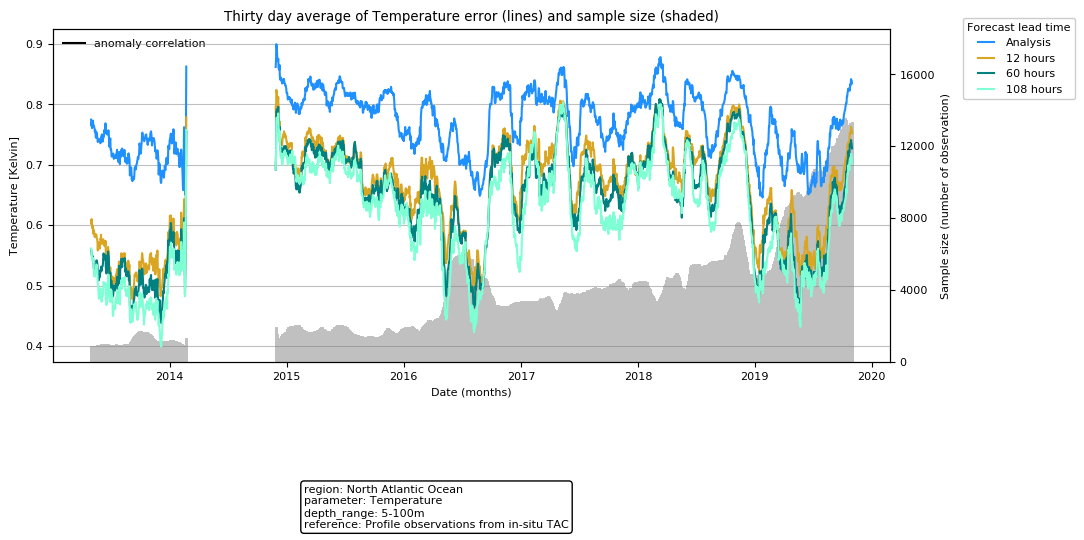 Thirty day average of Temperature error (lines) and sample size (shaded)
Forecast lead time
Analysis
12 hours
60 hours
108 hours
anomaly correlation
0.9
0.8
0.7
0.6
0.5
0.4
Temperature [Kelvin]
16000
12000
8000
4000
0
Sample size (number of observation)
2014 2015 2016 2017 2018 2019 2020
Date (months)
region: North Atlantic Ocean
parameter: Temperature
depth_range: 5-100m
reference: Profile observations from in-situ TAC